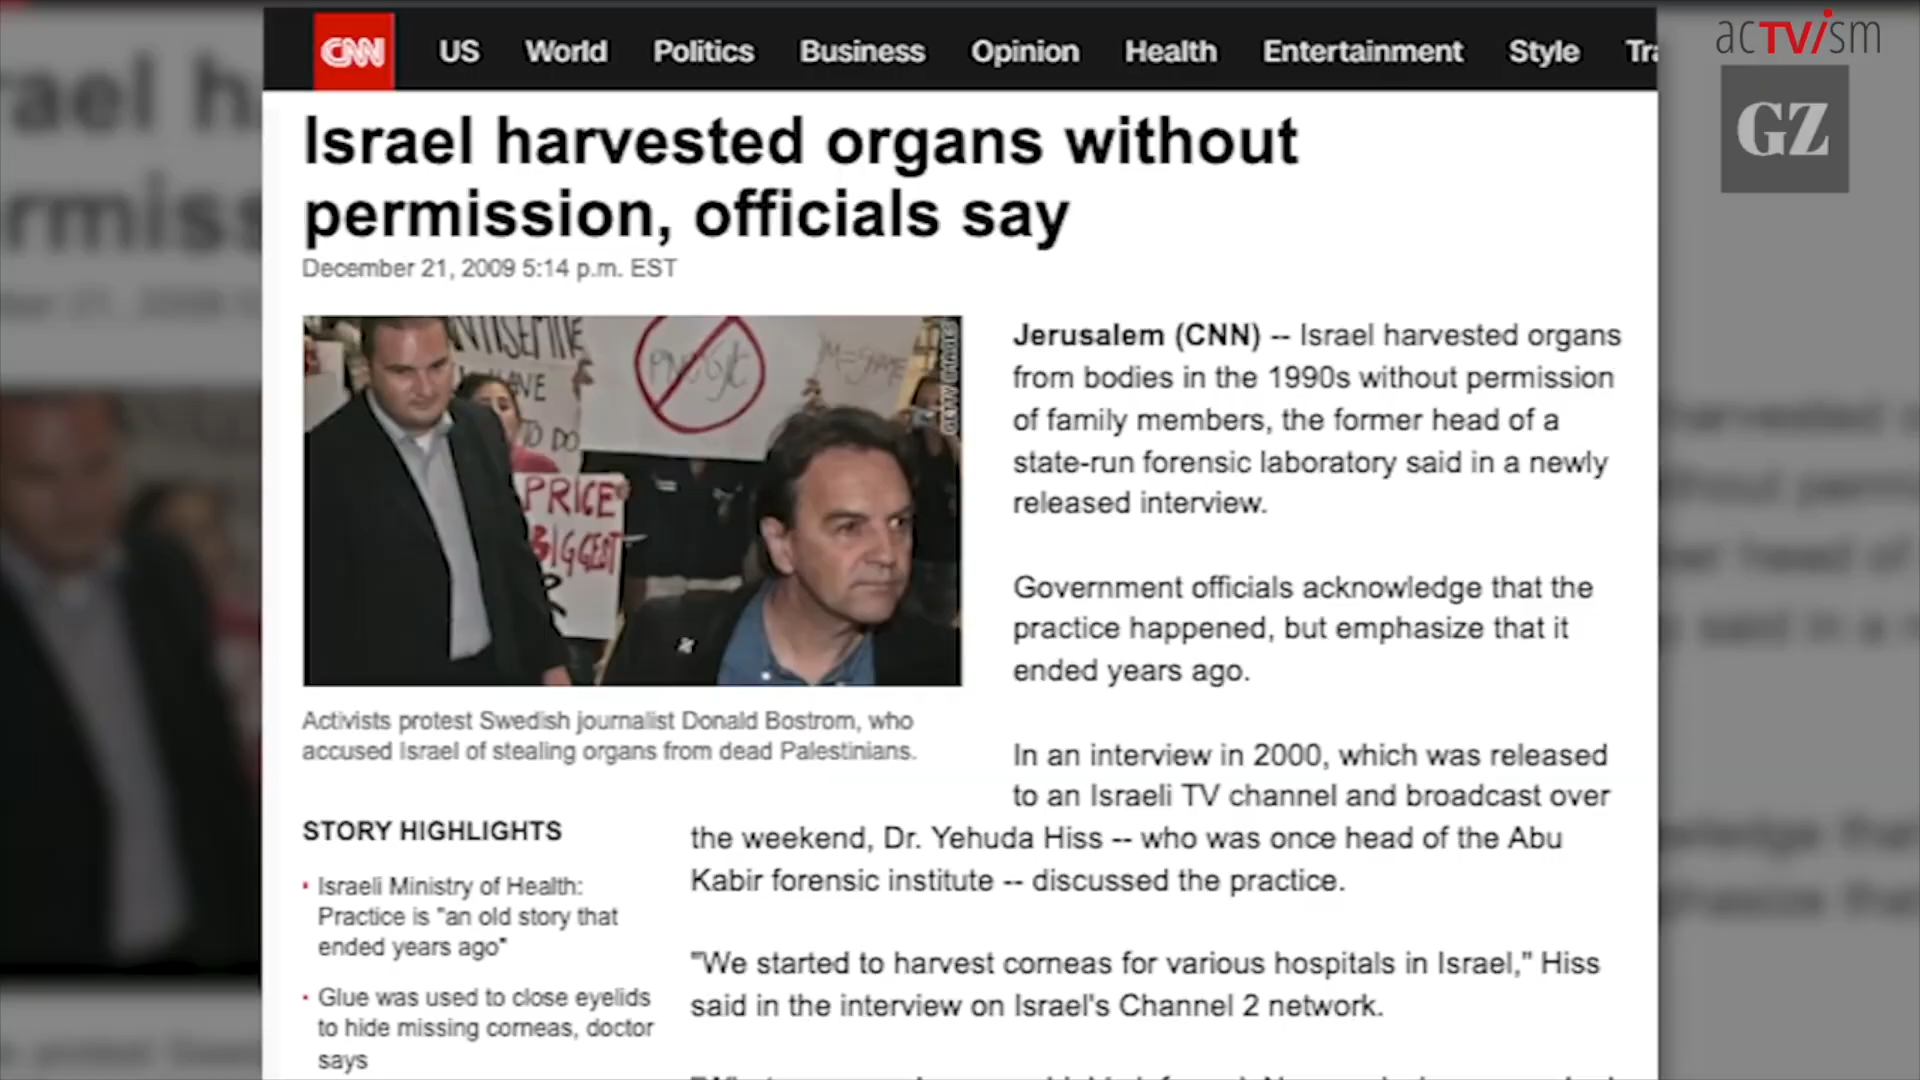 CNN US World Politics Business Opinion Health Entertainment Style
acTVism
GZ
Israel harvested organs without
permission, officials say
December 21, 2009 5:14 p.m. EST
PRICE
BIGGEST
TO DO
GETTY IMAGES
Activists protest Swedish journalist Donald Bostrom, who
accused Israel of stealing organs from dead Palestinians.
STORY HIGHLIGHTS
Israeli Ministry of Health:
Practice is "an old story that
ended years ago"
Glue was used to close eyelids
to hide missing corneas, doctor
says
Jerusalem (CNN) -- Israel harvested organs
from bodies in the 1990s without permission
of family members, the former head of a
state-run forensic laboratory said in a newly
released interview.
Government officials acknowledge that the
practice happened, but emphasize that it
ended years ago.
In an interview in 2000, which was released
to an Israeli TV channel and broadcast over
the weekend, Dr. Yehuda Hiss -- who was once head of the Abu
Kabir forensic institute -- discussed the practice.
"We started to harvest corneas for various hospitals in Israel," Hiss
said in the interview on Israel's Channel 2 network.